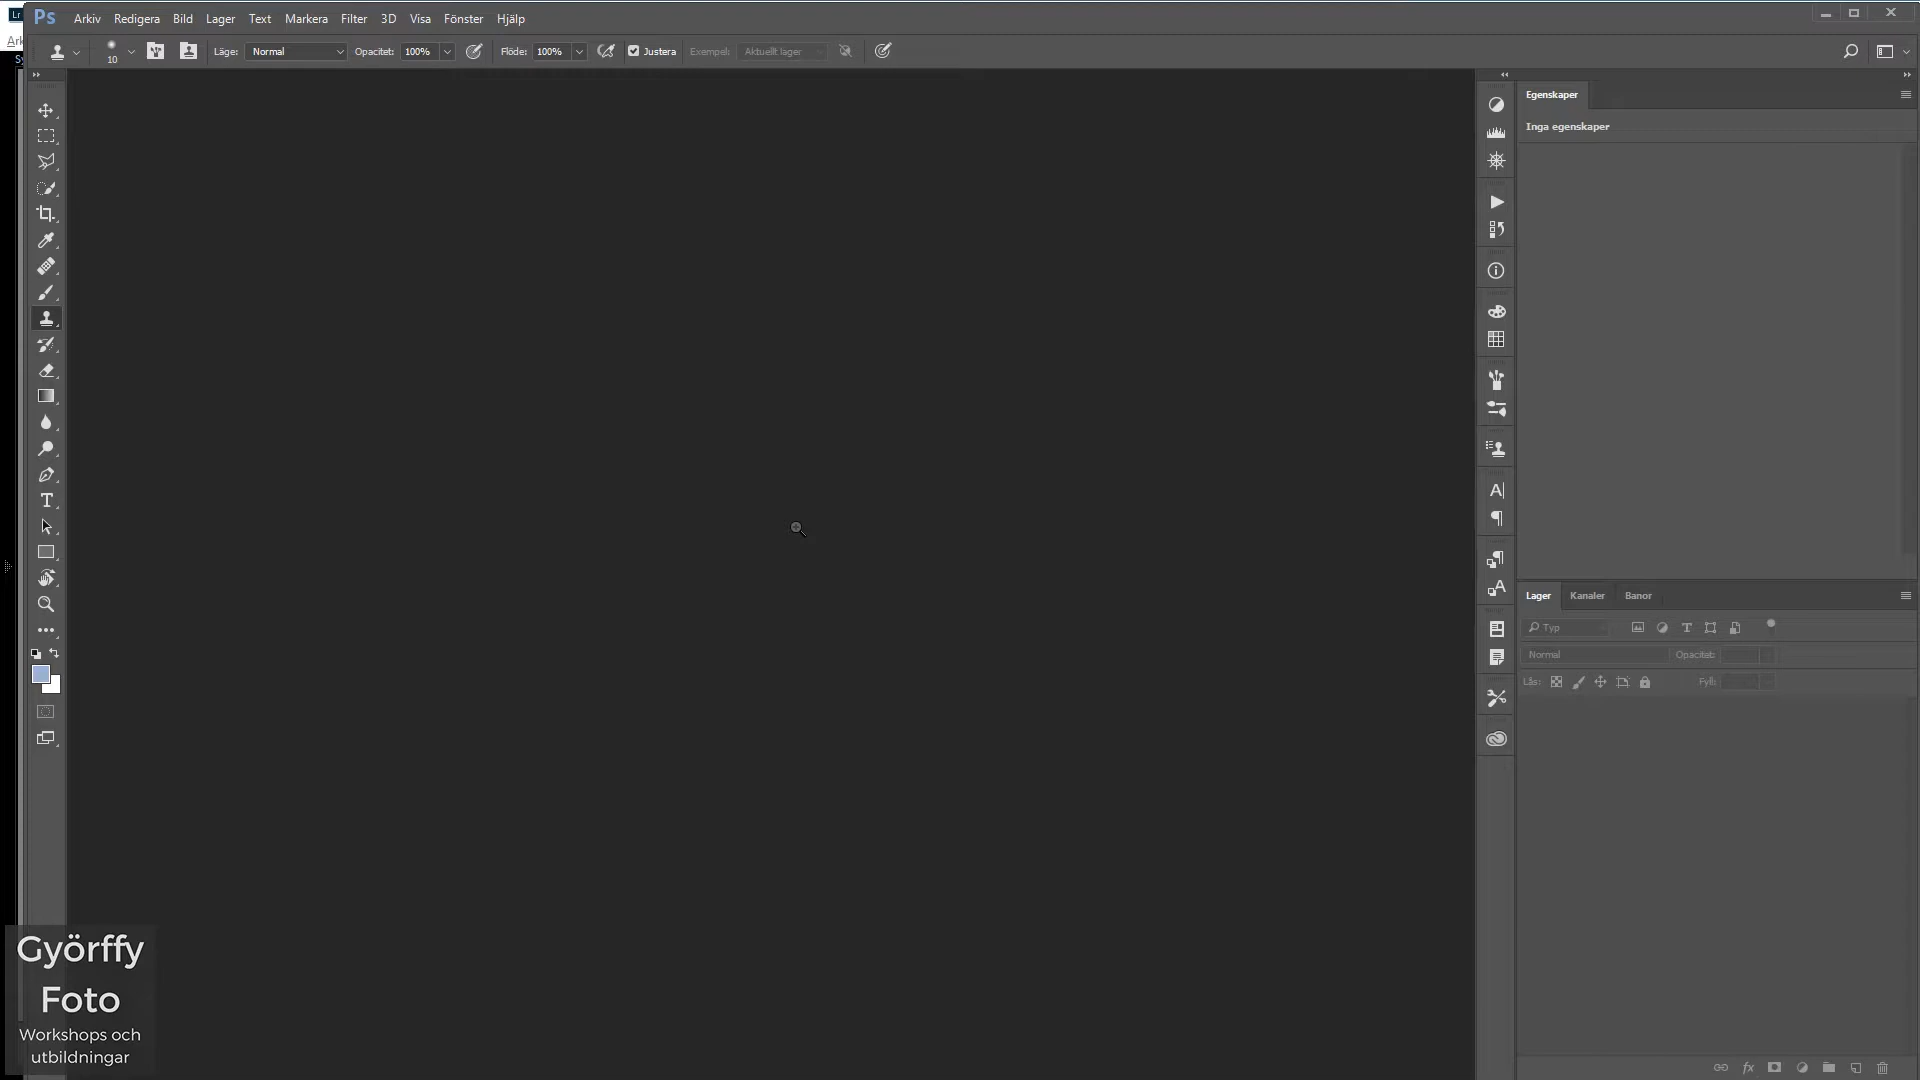 Lr
Ps
Arkiv Redigera Bild Lager Text Markera Filter 3D Visa Fönster Hjälp
10 Läge: Normal Opacitet: 100% Flöde: 100% Justera Exempel: Aktuellt lager
Egenskaper
Inga egenskaper
Lager Kanaler Banor
Typ
Normal Opacitet:
Lås: Fyll:
fx
Györffy
Foto
Workshops och
utbildningar